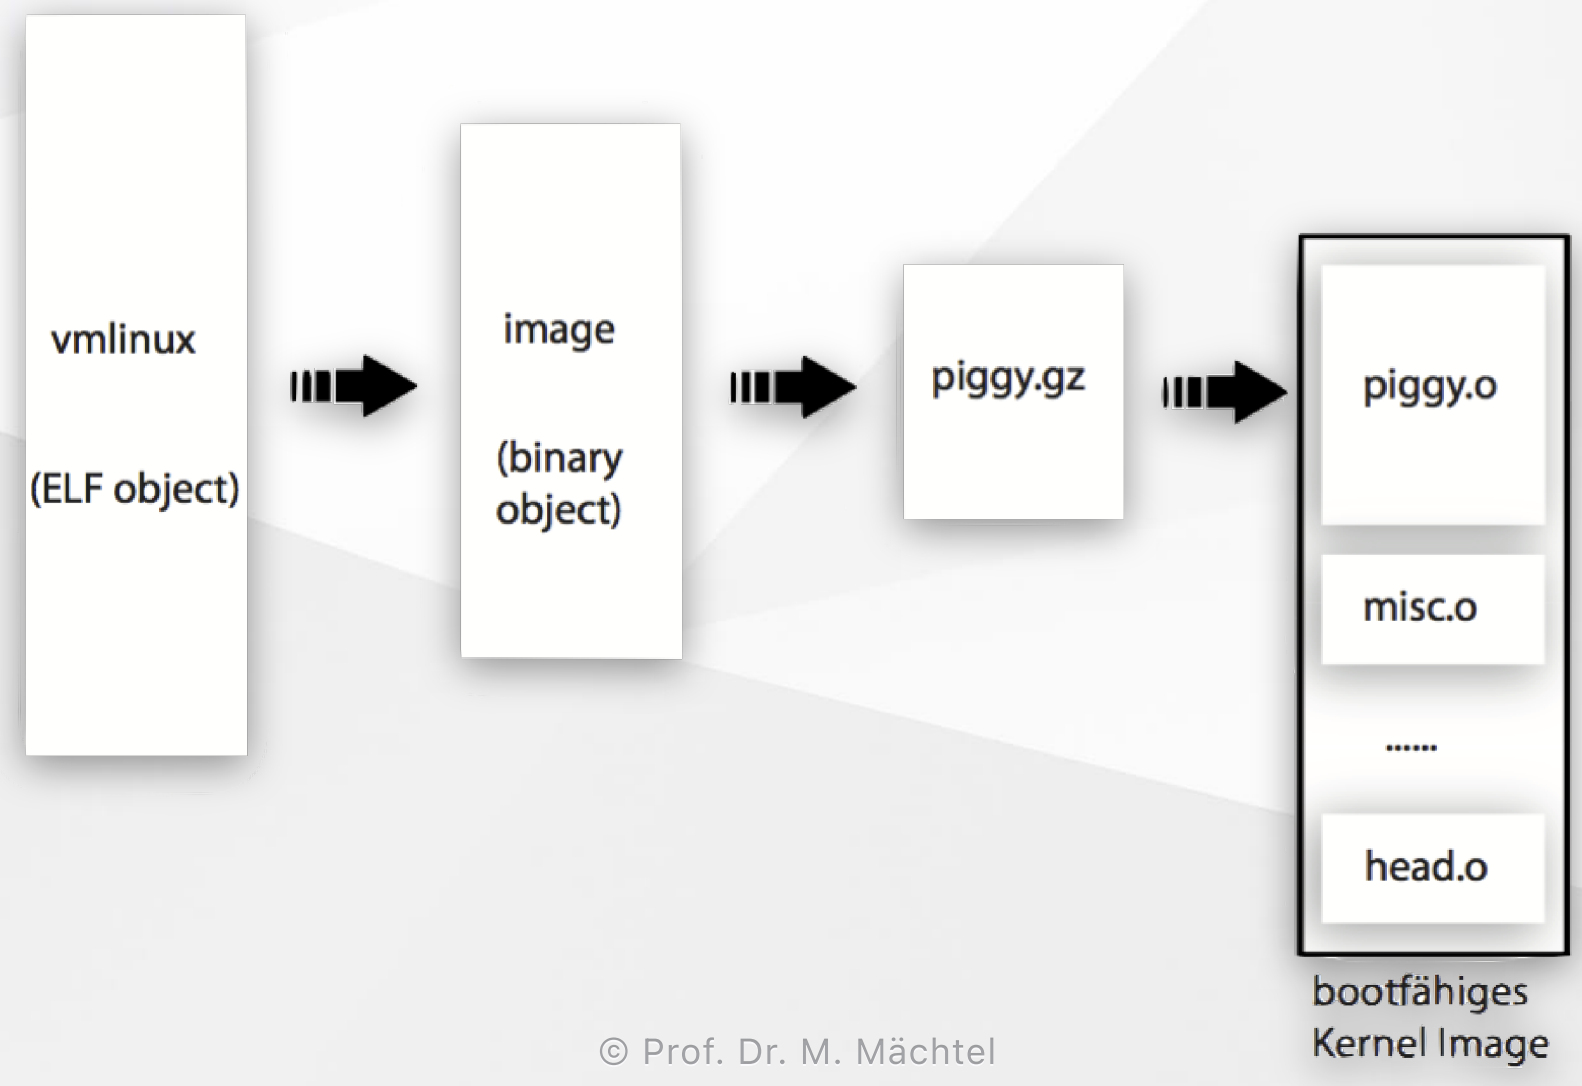 vmlinux
(ELF object)
image
(binary
object)
piggy.gz
piggy.o
misc.o
......
head.o
bootfähiges
Kernel Image
© Prof. Dr. M. Mächtel